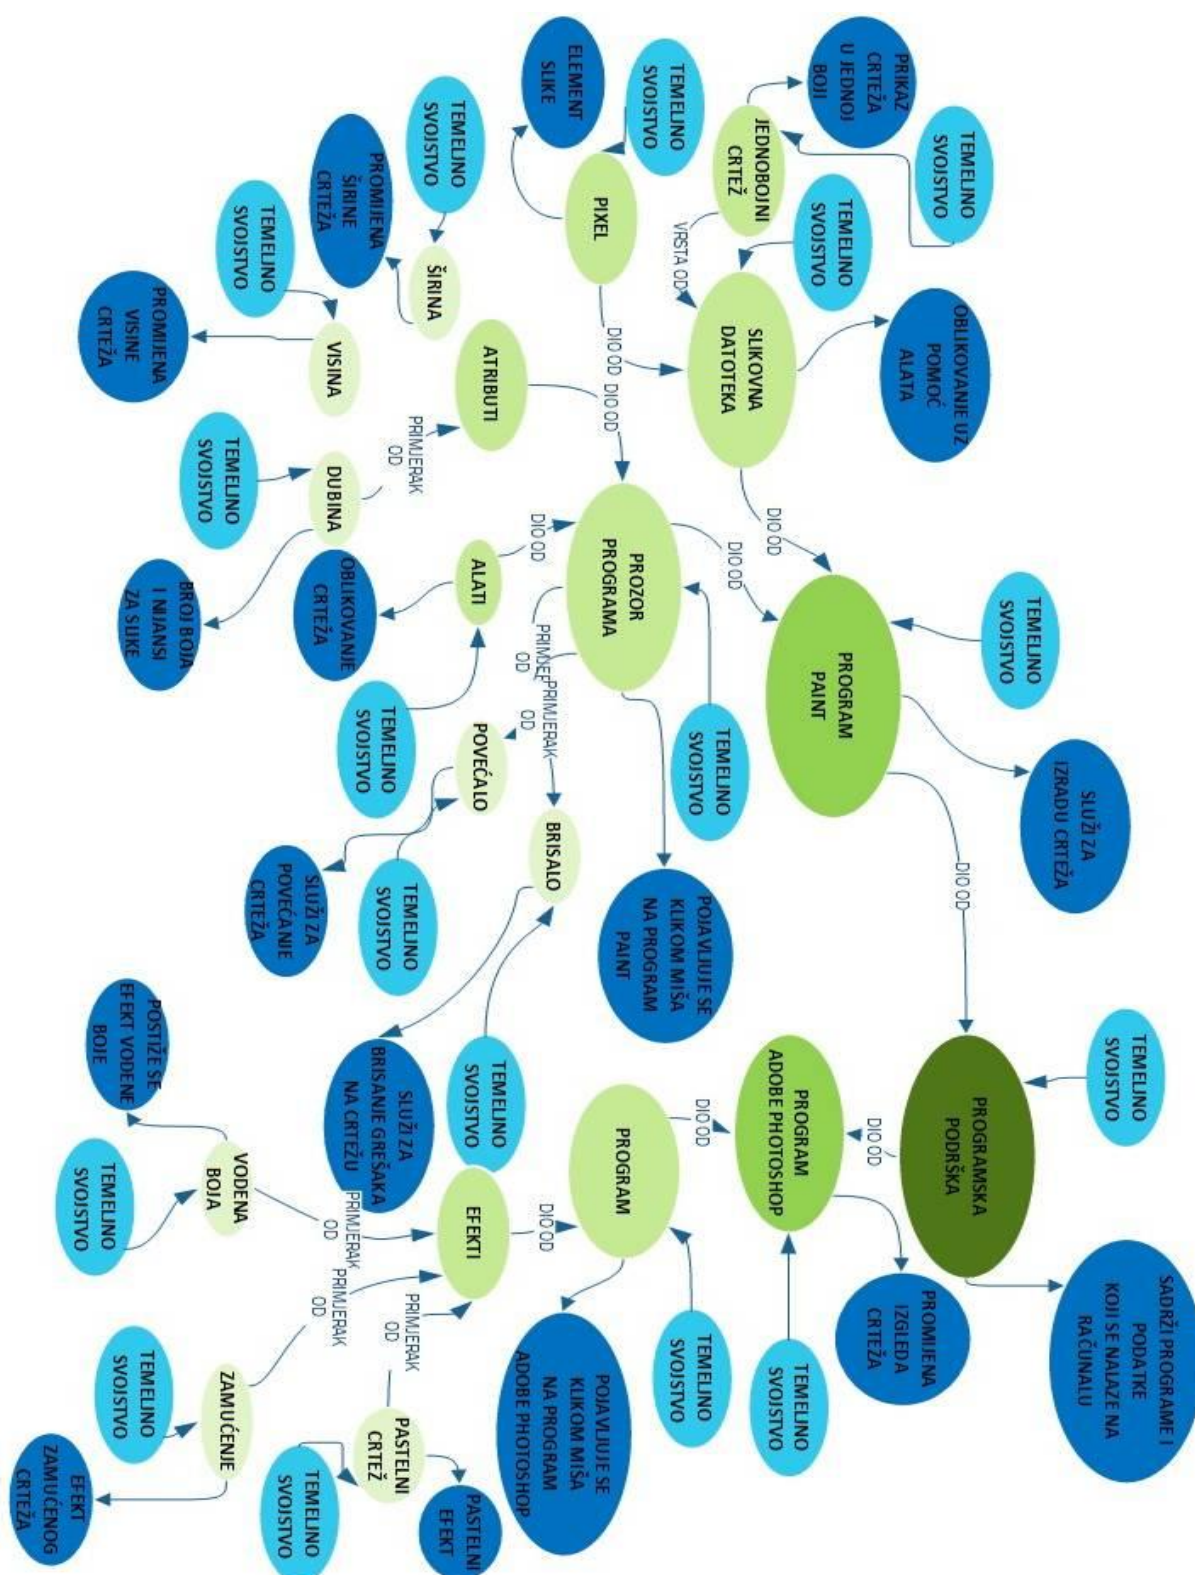 TEMELJNO
SVOJSTVO
SADRŽI PROGRAME I
PODATKE
KOJI SE NALAZE NA
RAČUNALU
SLUŽI ZA
IZRADU CRTEŽA
TEMELJNO
SVOJSTVO
PROGRAMSKA
PODRŠKA
DIO OD
TEMELJNO
SVOJSTVO
OBLIKOVANJE UZ
POMOĆ
ALATA
PROMIJENA
IZGLEDA
CRTEŽA
PRIKAZ
CRTEŽA
U JEDNOJ
BOJI
TEMELJNO
SVOJSTVO
PROGRAM
PAINT
DIO OD
PROGRAM
ADOBE PHOTOSHOP
TEMELJNO
SVOJSTVO
JEDNOBOJNI
CRTEŽ
SLIKOVNA
DATOTEKA
DIO OD
DIO OD
TEMELJNO
SVOJSTVO
POJAVLJUJE SE
KLIKOM MIŠA
NA PROGRAM
PAINT
DIO OD
TEMELJNO
SVOJSTVO
VRSTA OD
TEMELJNO
SVOJSTVO
PIXEL
DIO OD
DIO OD
PROZOR
PROGRAMA
PROGRAM
ELEMENT
SLIKE
DIO OD
PRIMJER
OD
PRIMJERAK
OD
BRISALO
DIO OD
POJAVLJUJE SE
KLIKOM MIŠA
NA PROGRAM
ADOBE PHOTOSHOP
ATRIBUTI
ALATI
POVEĆALO
TEMELJNO
SVOJSTVO
EFEKTI
TEMELJNO
SVOJSTVO
ŠIRINA
PRIMJERAK
OD
TEMELJNO
SVOJSTVO
SLUŽI ZA
BRISANJE GREŠAKA
NA CRTEŽU
PRIMJERAK
OD
PASTELNI
EFEKT
PROMIJENA
ŠIRINE
CRTEŽA
OBLIKOVANJE
CRTEŽA
TEMELJNO
SVOJSTVO
PRIMJERAK
OD
PRIMJERAK
OD
PASTELNI
CRTEŽ
TEMELJNO
SVOJSTVO
VISINA
DUBINA
SLUŽI ZA
POVEĆANJE
CRTEŽA
VODENA
BOJA
ZAMUĆENJE
TEMELJNO
SVOJSTVO
PROMIJENA
VISINE
CRTEŽA
TEMELJNO
SVOJSTVO
BROJ BOJA
I NIJANSI
ZA SLIKE
POSTIŽE SE
EFEKT VODENE
BOJE
TEMELJNO
SVOJSTVO
TEMELJNO
SVOJSTVO
EFEKT
ZAMUĆENOG
CRTEŽA